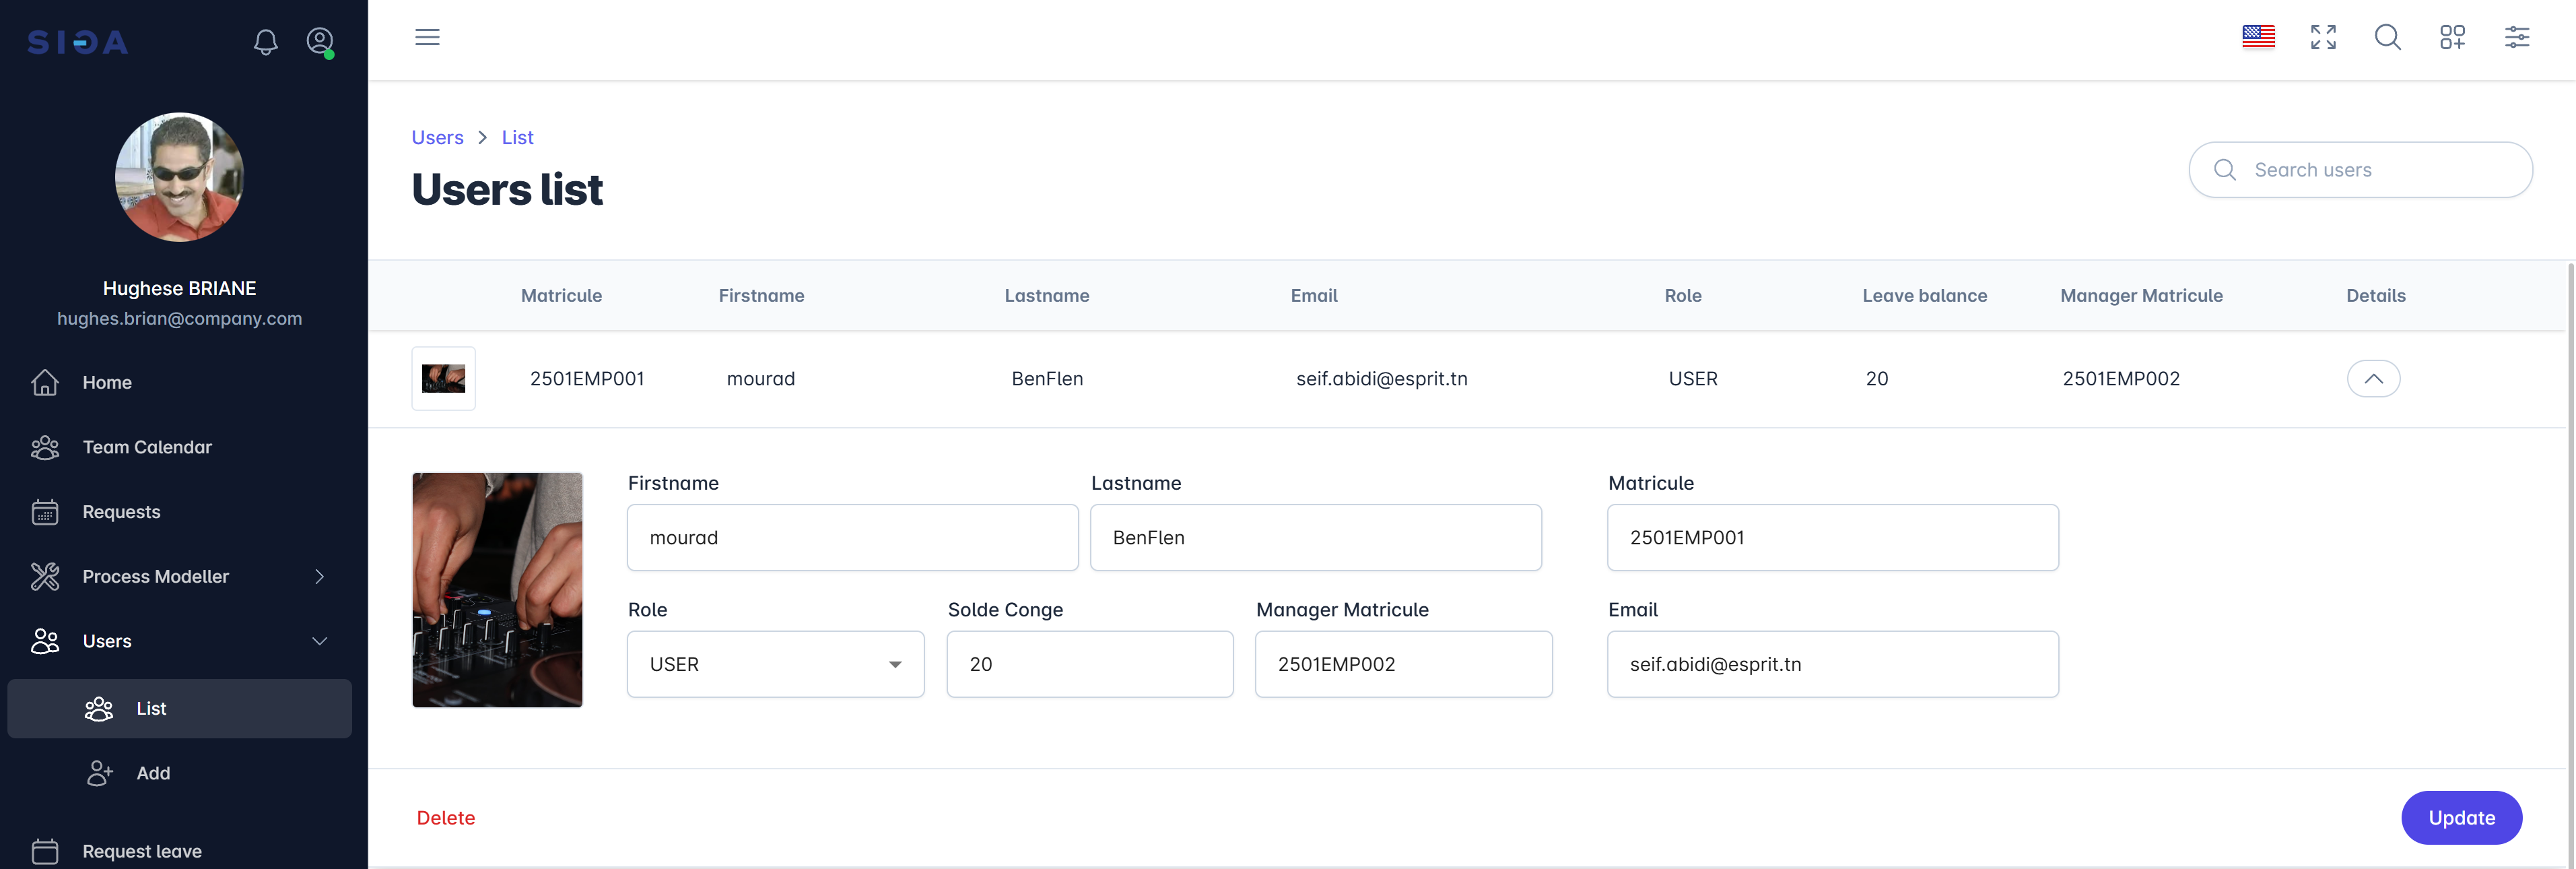 SIGA
Hughese BRIANE
hughes.brian@company.com
Home
Team Calendar
Requests
Process Modeller
Users
List
Add
Request leave
Users > List
Users list
Search users
Matricule Firstname Lastname Email Role Leave balance Manager Matricule Details
2501EMP001 mourad BenFlen seif.abidi@esprit.tn USER 20 2501EMP002
Firstname Lastname Matricule
mourad BenFlen 2501EMP001
Role Solde Conge Manager Matricule Email
USER 20 2501EMP002 seif.abidi@esprit.tn
Delete Update